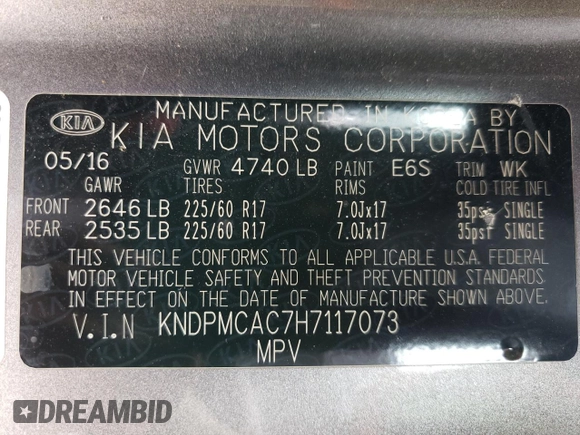 MANUFACTURED IN KOREA BY
KIA KIA MOTORS CORPORATION
05/16 GVWR 4740 LB PAINT E6S TRIM WK
GAWR TIRES RIMS COLD TIRE INFL
FRONT 2646 LB 225/60 R17 7.0Jx17 35psi SINGLE
REAR 2535 LB 225/60 R17 7.0Jx17 35psi SINGLE
THIS VEHICLE CONFORMS TO ALL APPLICABLE U.S.A. FEDERAL
MOTOR VEHICLE SAFETY AND THEFT PREVENTION STANDARDS
IN EFFECT ON THE DATE OF MANUFACTURE SHOWN ABOVE.
V.I.N KNDPMCAC7H7117073
MPV
DREAMBID